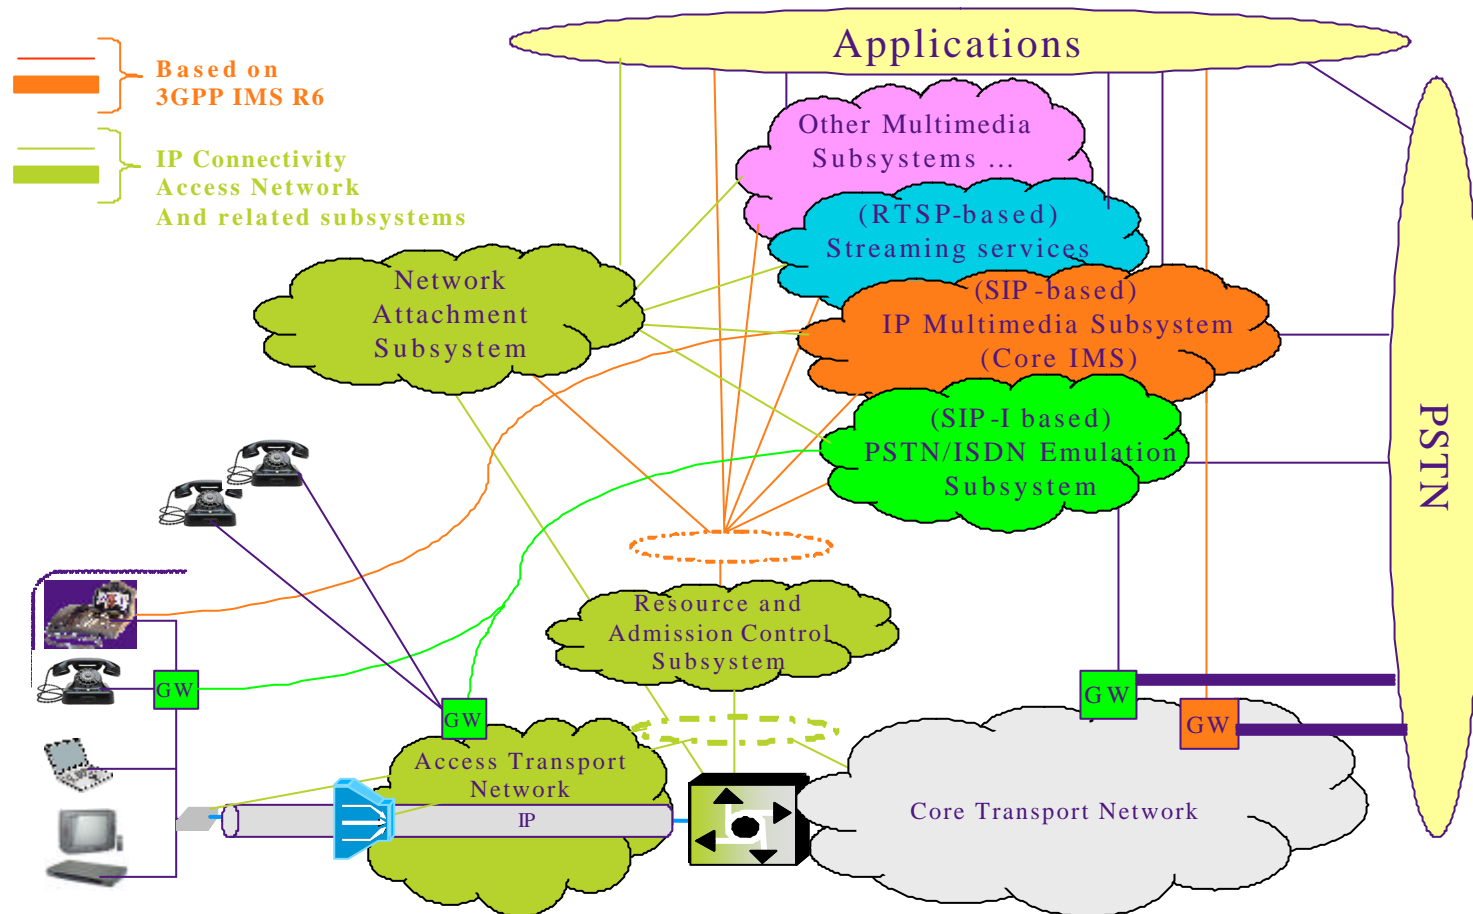 Applications
Based on
3GPP IMS R6
IP Connectivity
Access Network
And related subsystems
Other Multimedia
Subsystems ...
(RTSP-based)
Streaming services
Network
Attachment
Subsystem
(SIP-based)
IP Multimedia Subsystem
(Core IMS)
(SIP-I based)
PSTN/ISDN Emulation
Subsystem
PSTN
Resource and
Admission Control
Subsystem
GW
GW
GW
GW
Access Transport
Network
IP
Core Transport Network